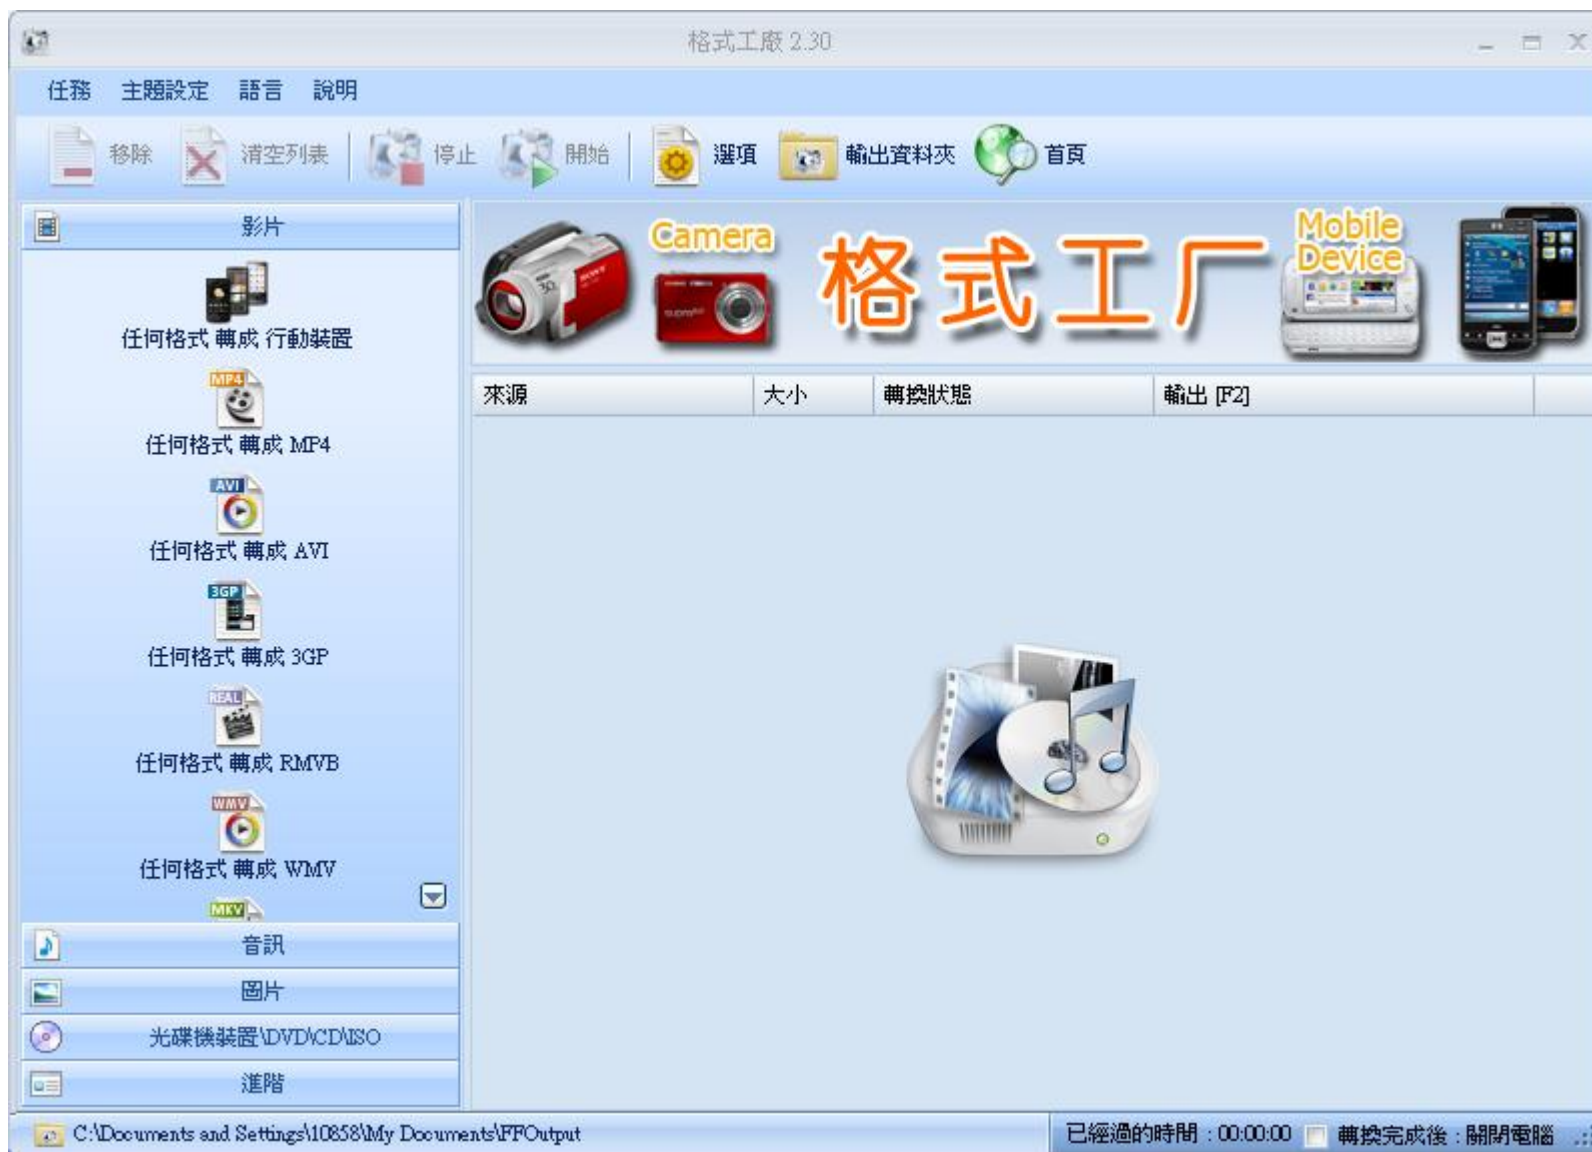 格式工廠 2.30
任務 主題設定 語言 說明
移除 清空列表 停止 開始 選項 輸出資料夾 首頁
影片
任何格式 轉成 行動裝置
MP4
任何格式 轉成 MP4
AVI
任何格式 轉成 AVI
3GP
任何格式 轉成 3GP
REAL
任何格式 轉成 RMVB
WMV
任何格式 轉成 WMV
MKV
音訊
圖片
光碟機裝置\DVD\CD\ISO
進階
Camera
格式工厂
Mobile
Device
來源 大小 轉換狀態 輸出 [F2]
C:\Documents and Settings\10858\My Documents\FFOutput
已經過的時間 : 00:00:00 轉換完成後 : 關閉電腦